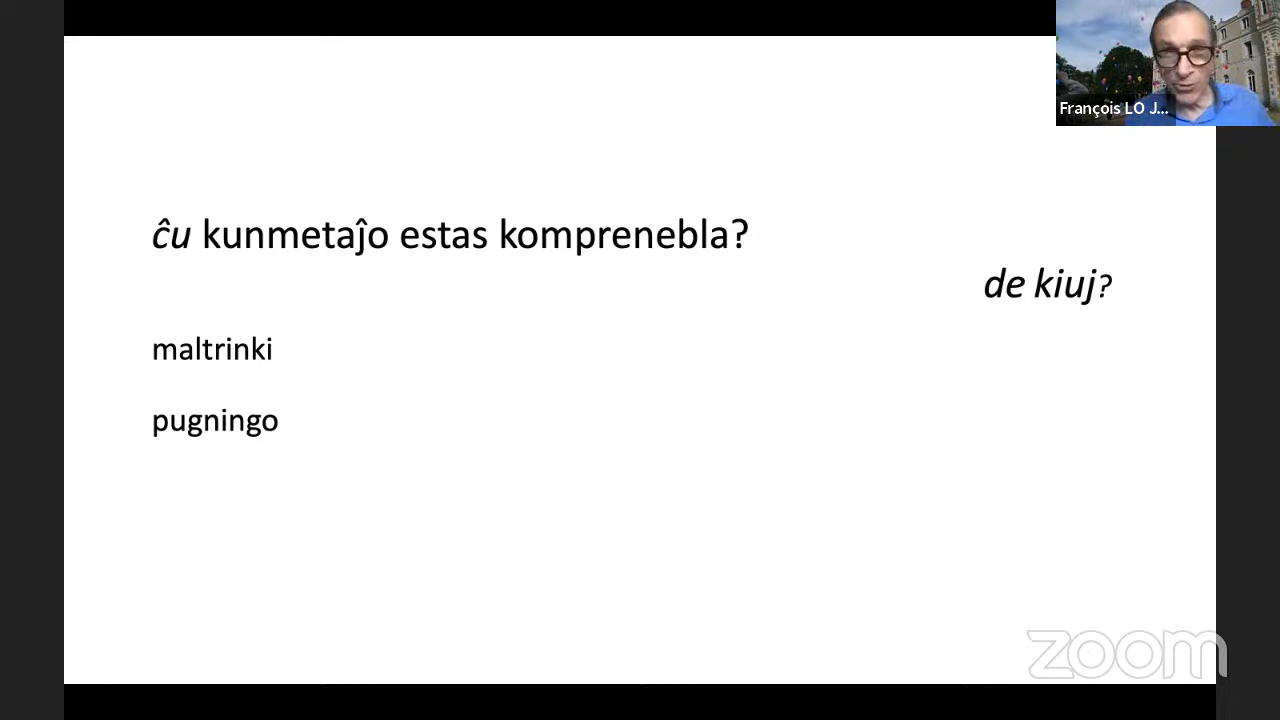 François LO J...
ĉu kunmetaĵo estas komprenebla?
de kiuj?
maltrinki
pugningo
zoom